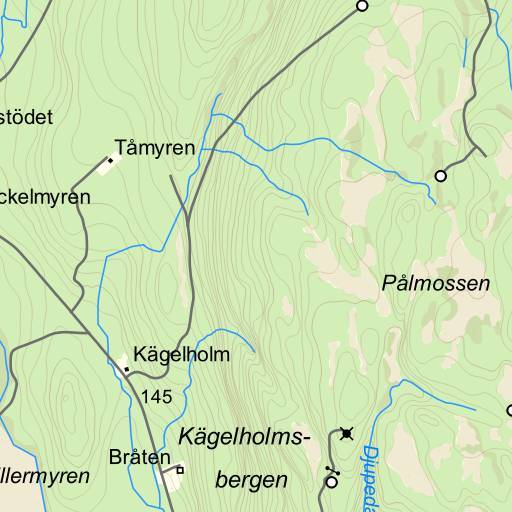 stödet
Tåmyren
ckelmyren
Pålmossen
Kägelholm
145
Kägelholms-
bergen
Bråten
llermyren
Djupeda